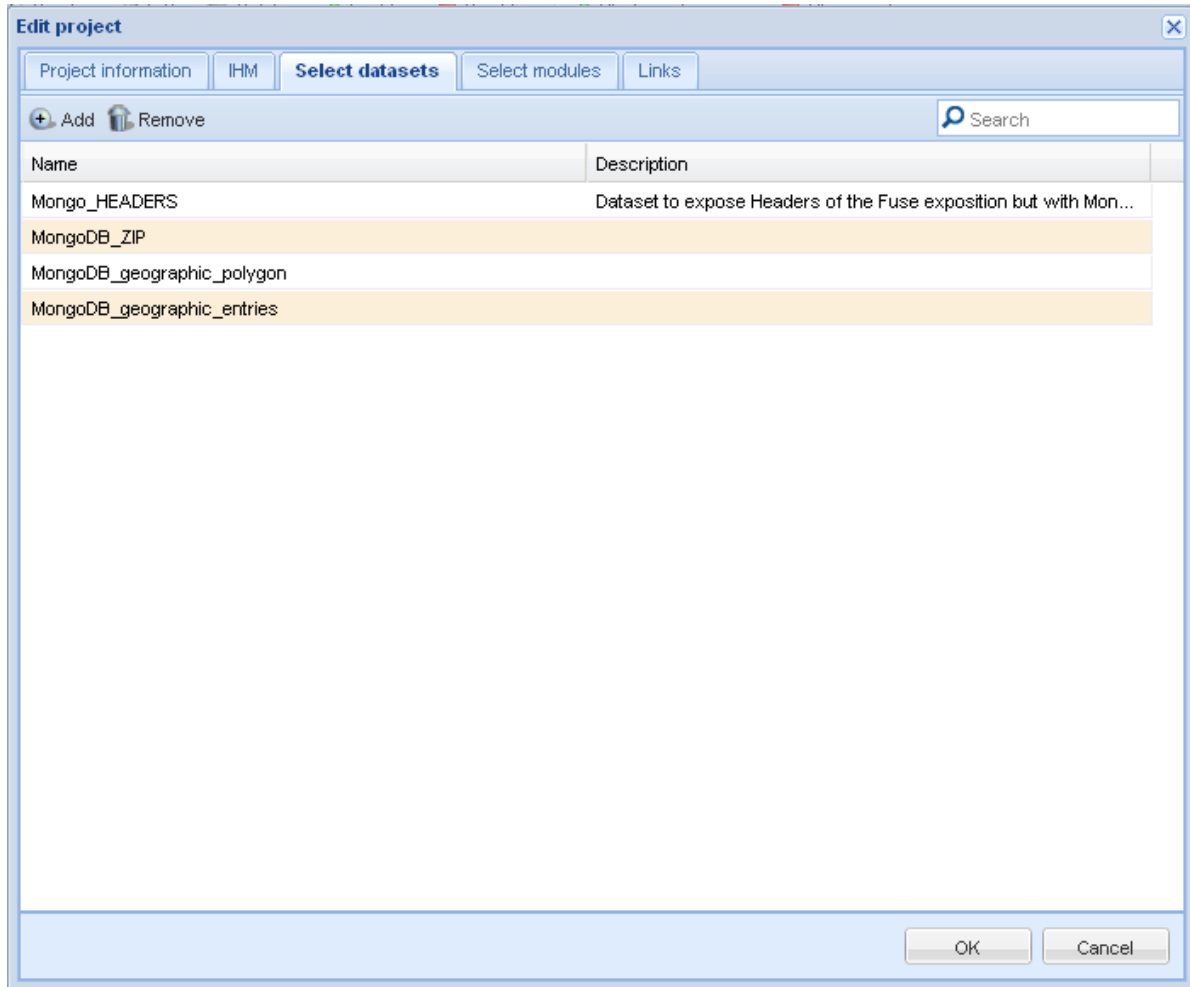 Edit project
Project information IHM Select datasets Select modules Links
Add Remove Search
Name Description
Mongo_HEADERS Dataset to expose Headers of the Fuse exposition but with Mon...
MongoDB_ZIP
MongoDB_geographic_polygon
MongoDB_geographic_entries
OK Cancel